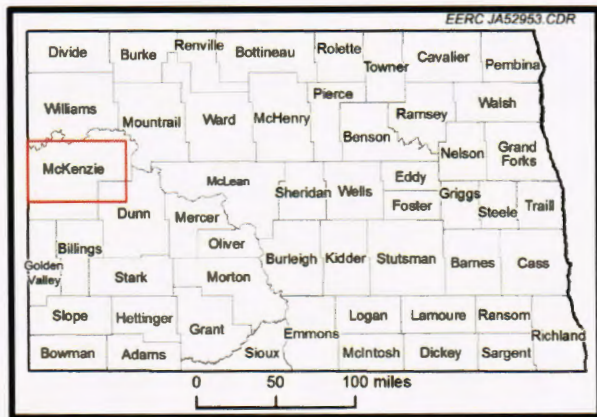 EERC JA52953.CDR
Divide Burke Renville Bottineau Rolette Towner Cavalier Pembina
Williams Mountrail Ward McHenry Pierce Benson Ramsey Walsh
McKenzie Dunn McLean Sheridan Wells Eddy Nelson Grand
Forks
Foster Griggs Steele Traill
Golden
Valley Billings Mercer Oliver
Stark Morton Burleigh Kidder Stutsman Barnes Cass
Slope Hettinger Grant Emmons Logan Lamoure Ransom Richland
Bowman Adams Sioux McIntosh Dickey Sargent
0 50 100 miles